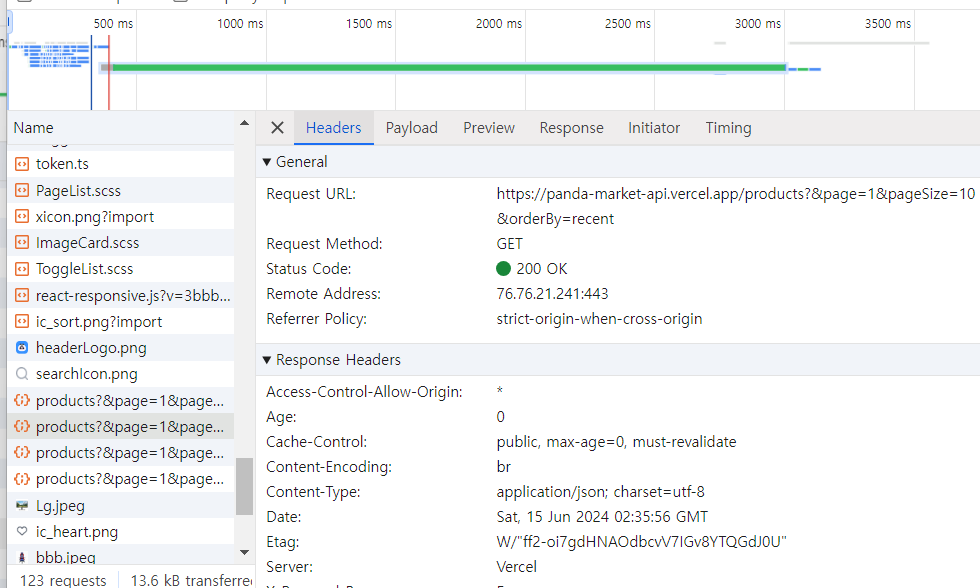 500 ms
1000 ms
1500 ms
2000 ms
2500 ms
3000 ms
3500 ms
Name
Headers
Payload
Preview
Response
Initiator
Timing
token.ts
PageList.scss
xicon.png?import
ImageCard.scss
ToggleList.scss
react-responsive.js?v=3bbb...
ic_sort.png?import
headerLogo.png
searchIcon.png
products?&page=1&page...
products?&page=1&page...
products?&page=1&page...
products?&page=1&page...
Lg.jpeg
ic_heart.png
bbb.jpeg
123 requests
13.6 kB transferre
General
Request URL:
https://panda-market-api.vercel.app/products?&page=1&pageSize=10
&orderBy=recent
Request Method:
GET
Status Code:
200 OK
Remote Address:
76.76.21.241:443
Referrer Policy:
strict-origin-when-cross-origin
Response Headers
Access-Control-Allow-Origin:
*
Age:
0
Cache-Control:
public, max-age=0, must-revalidate
Content-Encoding:
br
Content-Type:
application/json; charset=utf-8
Date:
Sat, 15 Jun 2024 02:35:56 GMT
Etag:
Server:
Vercel